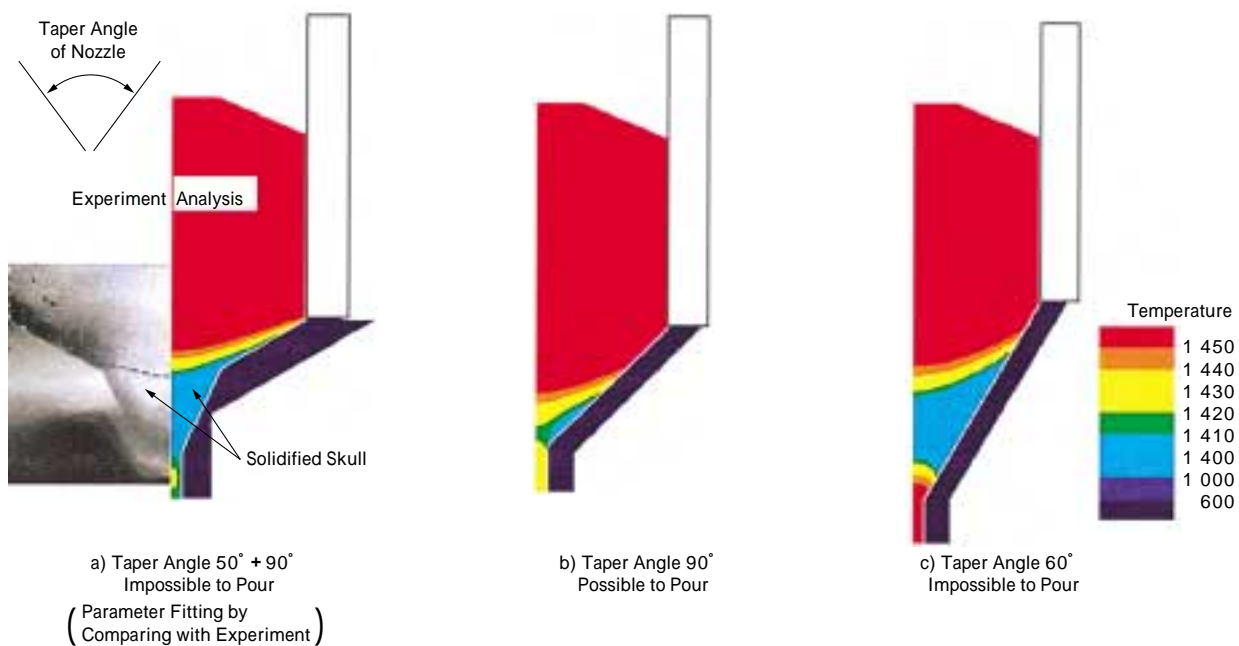 Taper Angle
of Nozzle
Experiment Analysis
Solidified Skull
Temperature
1 450
1 440
1 430
1 420
1 410
1 400
1 000
600
a) Taper Angle 50˚ + 90˚
Impossible to Pour
( Parameter Fitting by
Comparing with Experiment )
b) Taper Angle 90˚
Possible to Pour
c) Taper Angle 60˚
Impossible to Pour